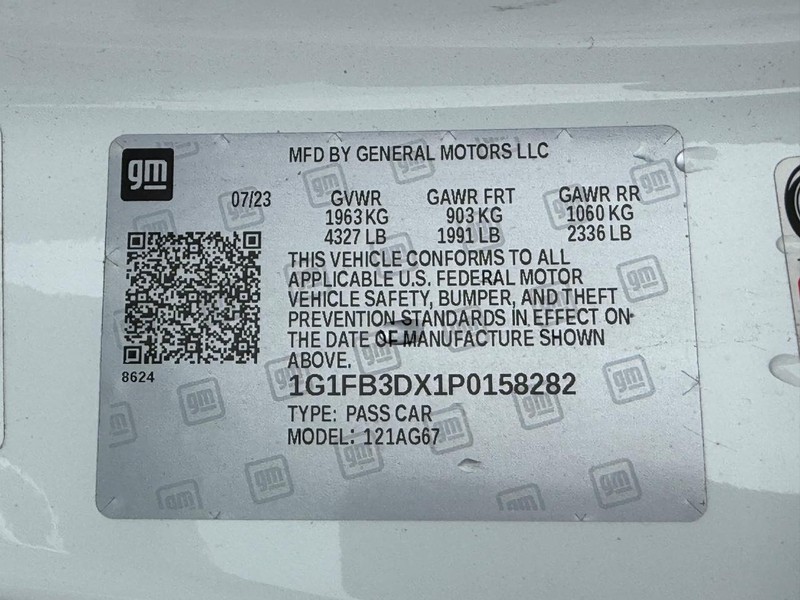 gm
MFD BY GENERAL MOTORS LLC
07/23 GVWR GAWR FRT GAWR RR
1963 KG 903 KG 1060 KG
4327 LB 1991 LB 2336 LB
THIS VEHICLE CONFORMS TO ALL
APPLICABLE U.S. FEDERAL MOTOR
VEHICLE SAFETY, BUMPER, AND THEFT
PREVENTION STANDARDS IN EFFECT ON
THE DATE OF MANUFACTURE SHOWN
ABOVE.
8624
1G1FB3DX1P0158282
TYPE: PASS CAR
MODEL: 121AG67